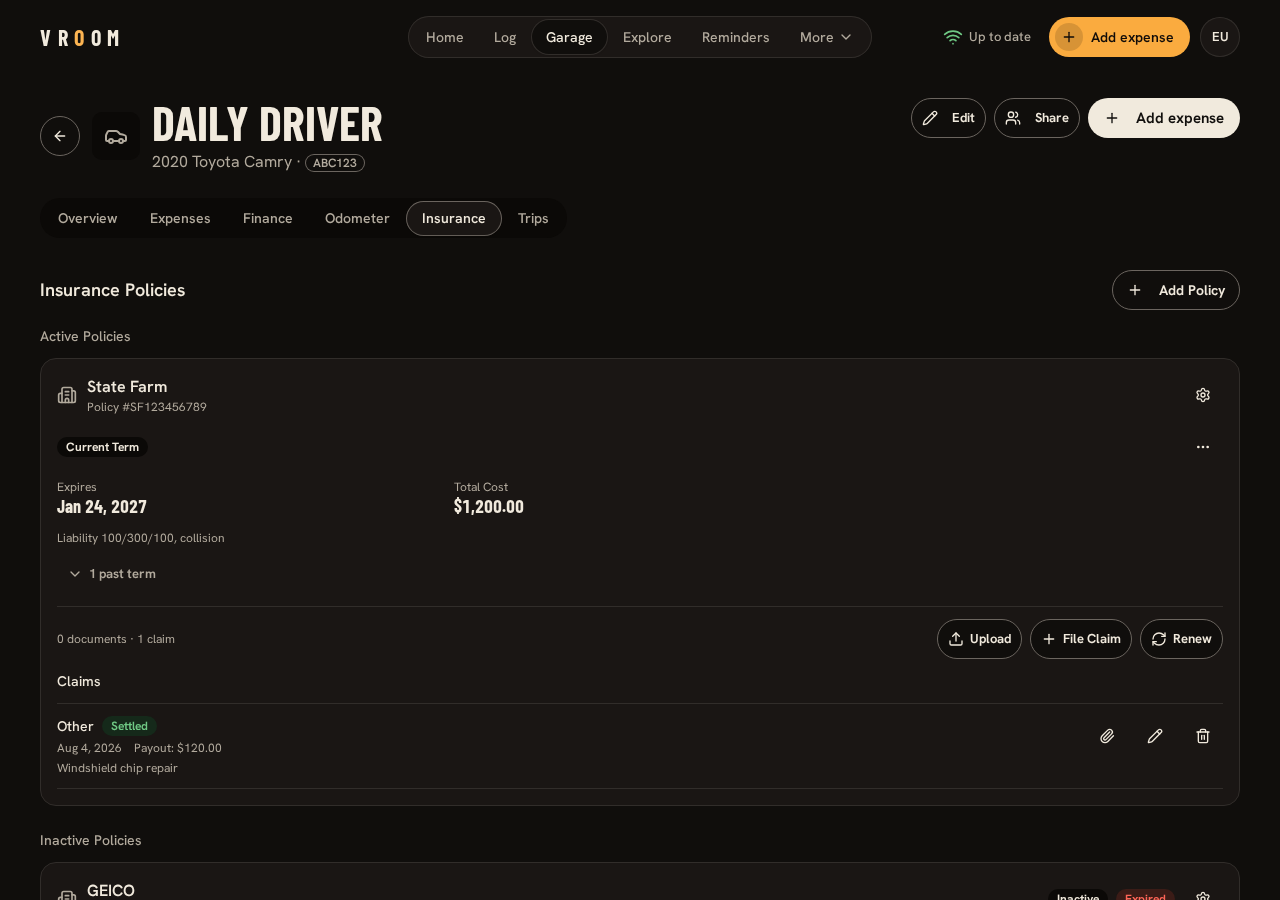 VROOM
Home Log Garage Explore Reminders More
Up to date
Add expense
EU
DAILY DRIVER
2020 Toyota Camry · ABC123
Edit Share Add expense
Overview Expenses Finance Odometer Insurance Trips
Insurance Policies
Add Policy
Active Policies
State Farm
Policy #SF123456789
Current Term
Expires
Jan 24, 2027
Total Cost
$1,200.00
Liability 100/300/100, collision
1 past term
0 documents · 1 claim
Upload File Claim Renew
Claims
Other Settled
Aug 4, 2026 Payout: $120.00
Windshield chip repair
Inactive Policies
GEICO
Inactive Expired